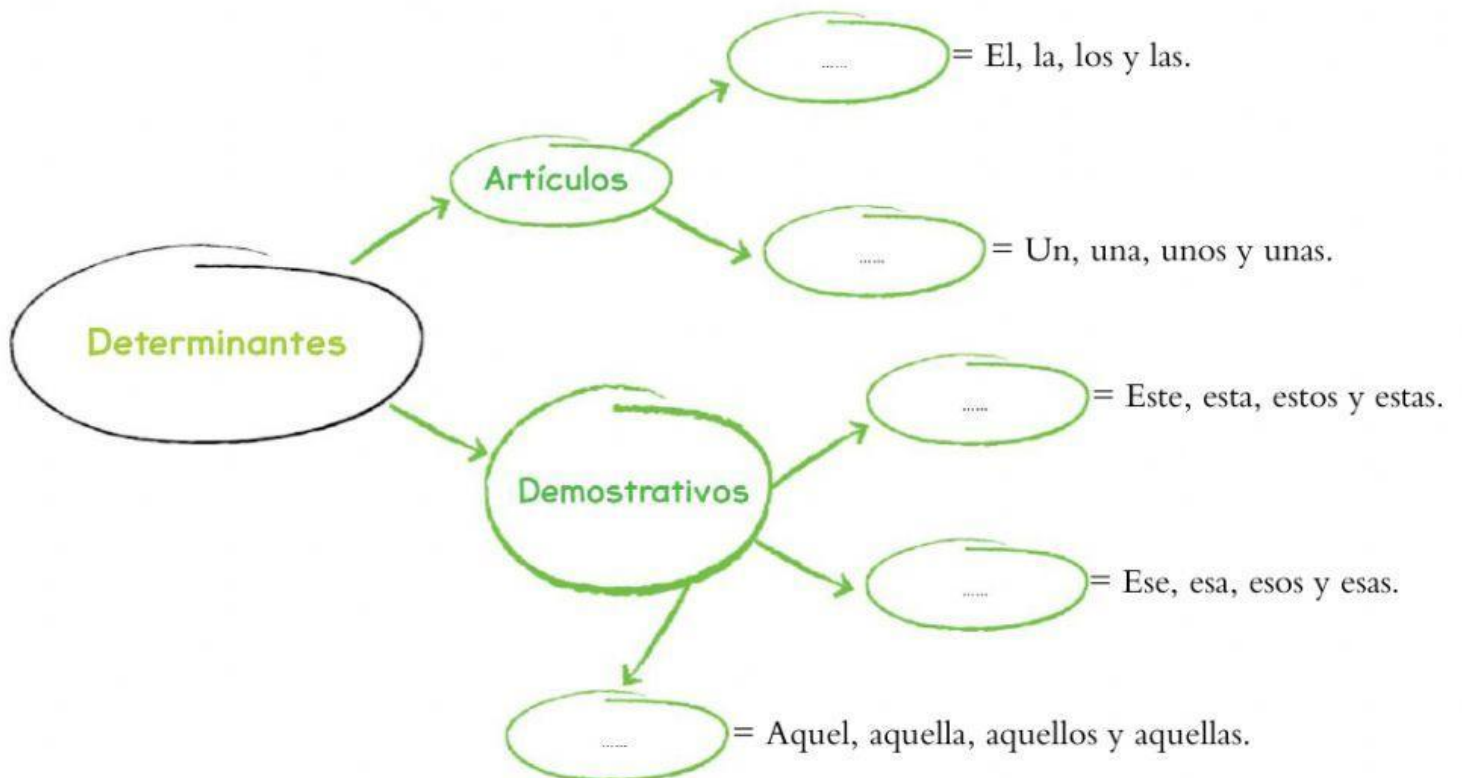 ...... = El, la, los y las.
Artículos
...... = Un, una, unos y unas.
Determinantes
...... = Este, esta, estos y estas.
Demostrativos
...... = Ese, esa, esos y esas.
...... = Aquel, aquella, aquellos y aquellas.